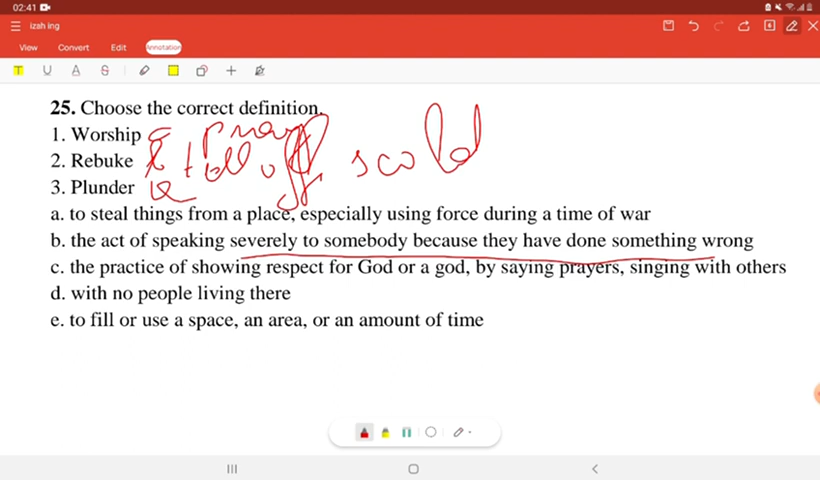 02:41
izah ing
View Convert Edit Annotation
T U A S
25. Choose the correct definition.
1. Worship pray
2. Rebuke tell off scold
3. Plunder
a. to steal things from a place, especially using force during a time of war
b. the act of speaking severely to somebody because they have done something wrong
c. the practice of showing respect for God or a god, by saying prayers, singing with others
d. with no people living there
e. to fill or use a space, an area, or an amount of time